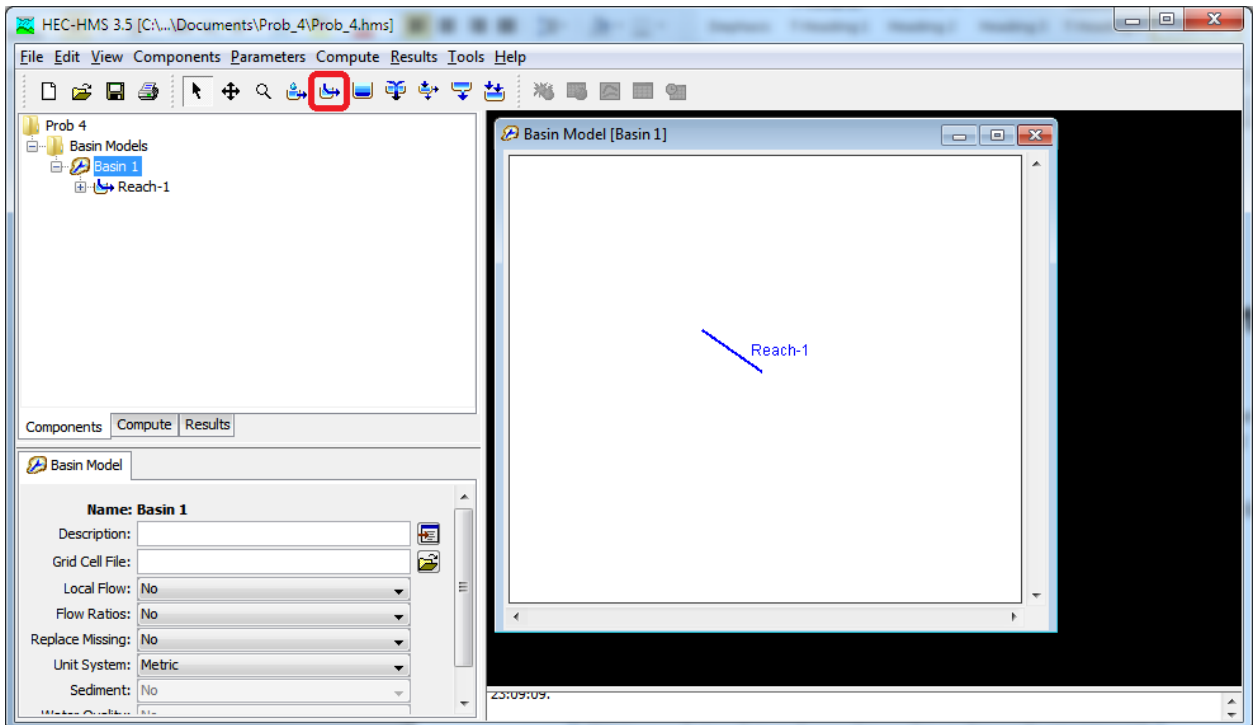 HEC-HMS 3.5 [C:\...\Documents\Prob_4\Prob_4.hms]
File Edit View Components Parameters Compute Results Tools Help
Prob 4
Basin Models
Basin 1
Reach-1
Components Compute Results
Basin Model
Name: Basin 1
Description:
Grid Cell File:
Local Flow: No
Flow Ratios: No
Replace Missing: No
Unit System: Metric
Sediment: No
Basin Model [Basin 1]
Reach-1
23:09:09.